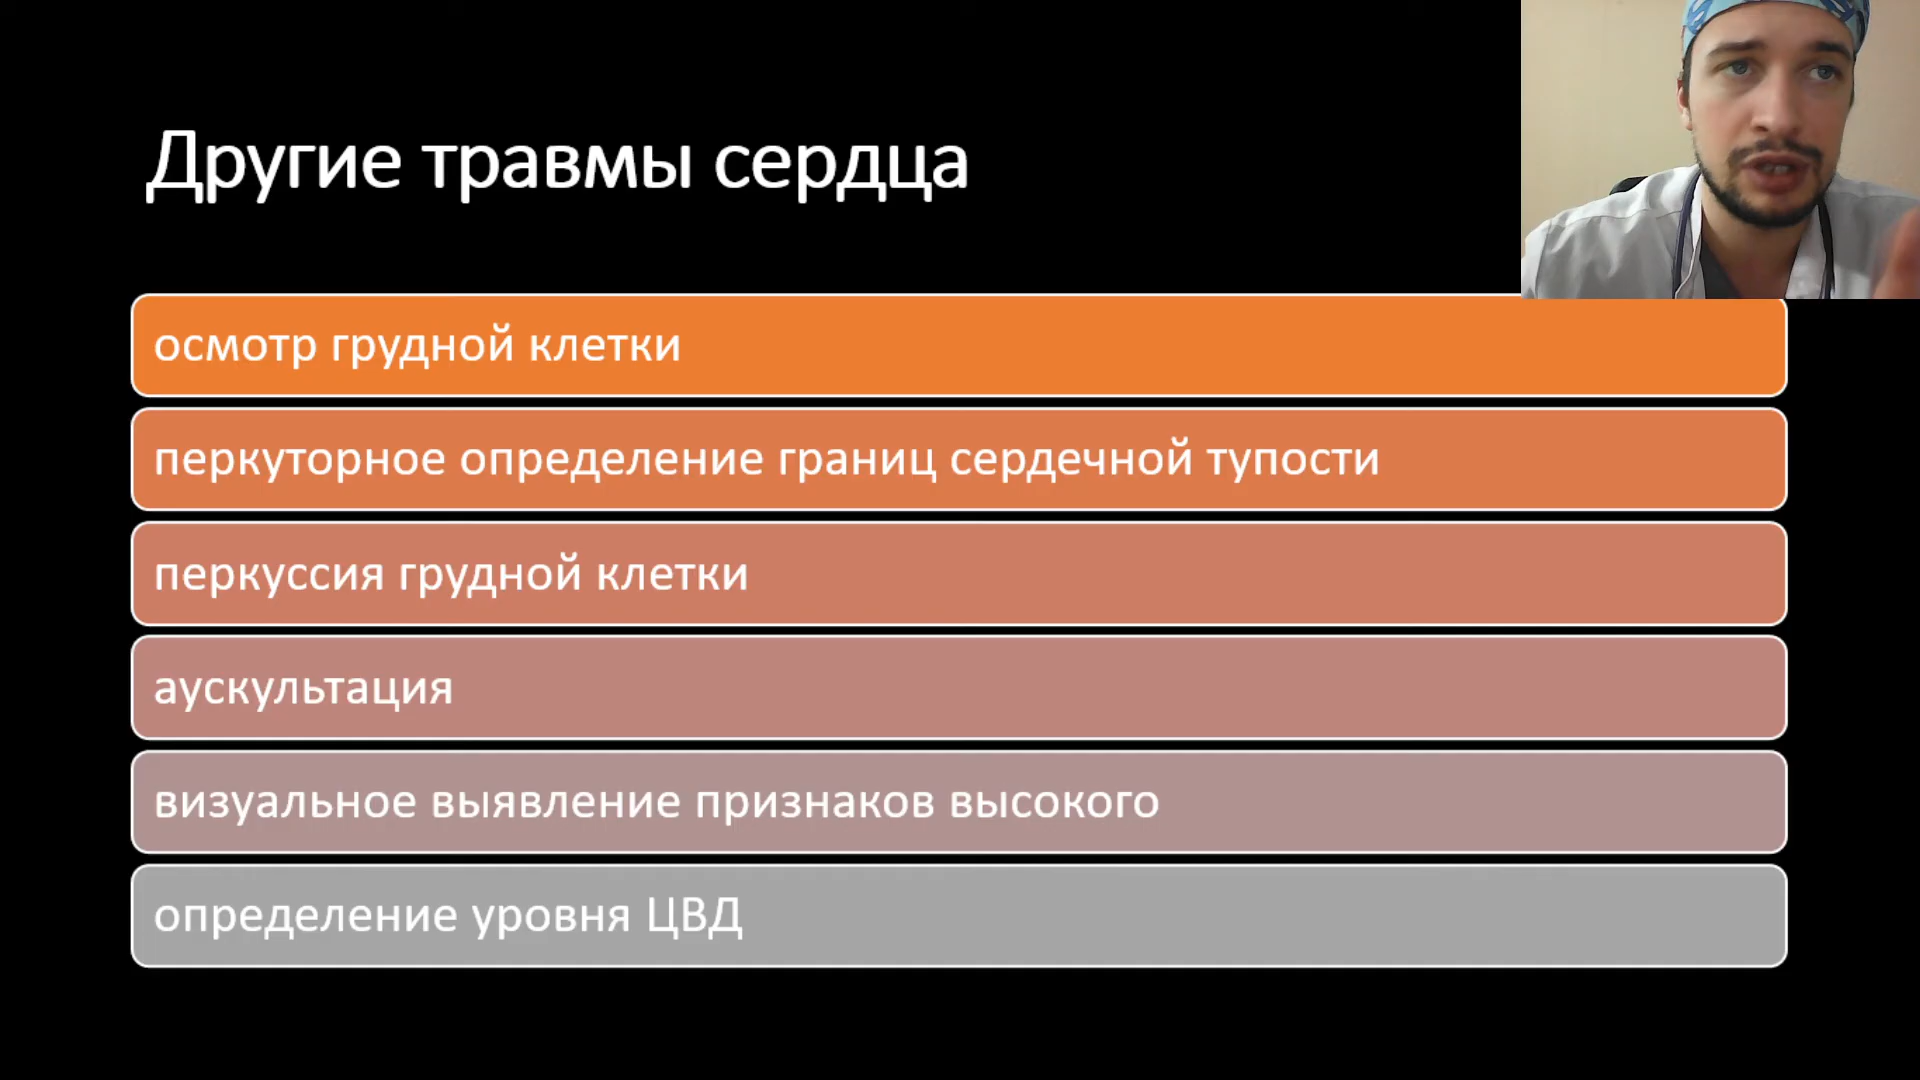 Другие травмы сердца
осмотр грудной клетки
перкуторное определение границ сердечной тупости
перкуссия грудной клетки
аускультация
визуальное выявление признаков высокого
определение уровня ЦВД